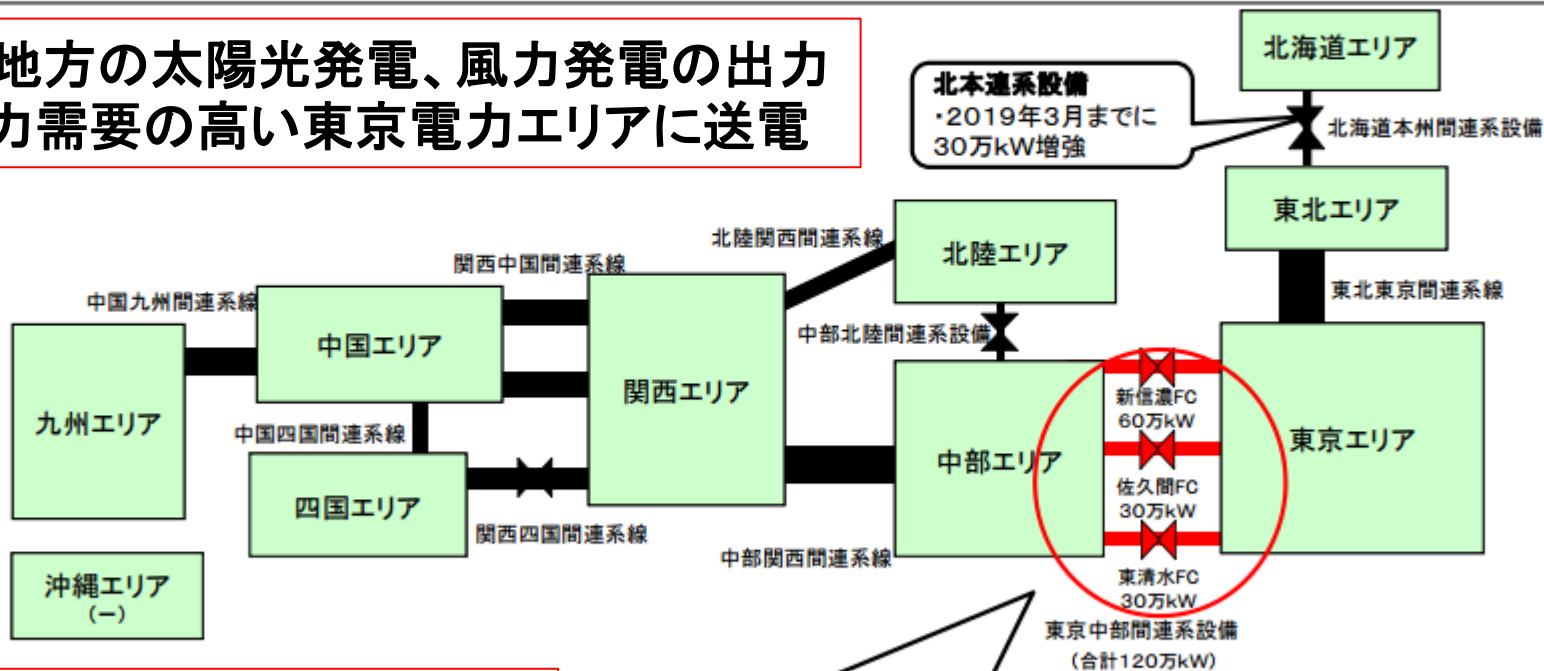 地方の太陽光発電、風力発電の出力
力需要の高い東京電力エリアに送電
北海道エリア
北本連系設備
・2019年3月までに
30万kW増強
北海道本州間連系設備
東北エリア
北陸関西間連系線
北陸エリア
関西中国間連系線
東北東京間連系線
中国九州間連系線
中国エリア
中部北陸間連系設備
九州エリア
関西エリア
新信濃FC
60万kW
中国四国間連系線
東京エリア
中部エリア
佐久間FC
30万kW
四国エリア
関西四国間連系線
中部関西間連系線
東清水FC
30万kW
沖縄エリア
(ー)
東京中部間連系設備
(合計120万kW)